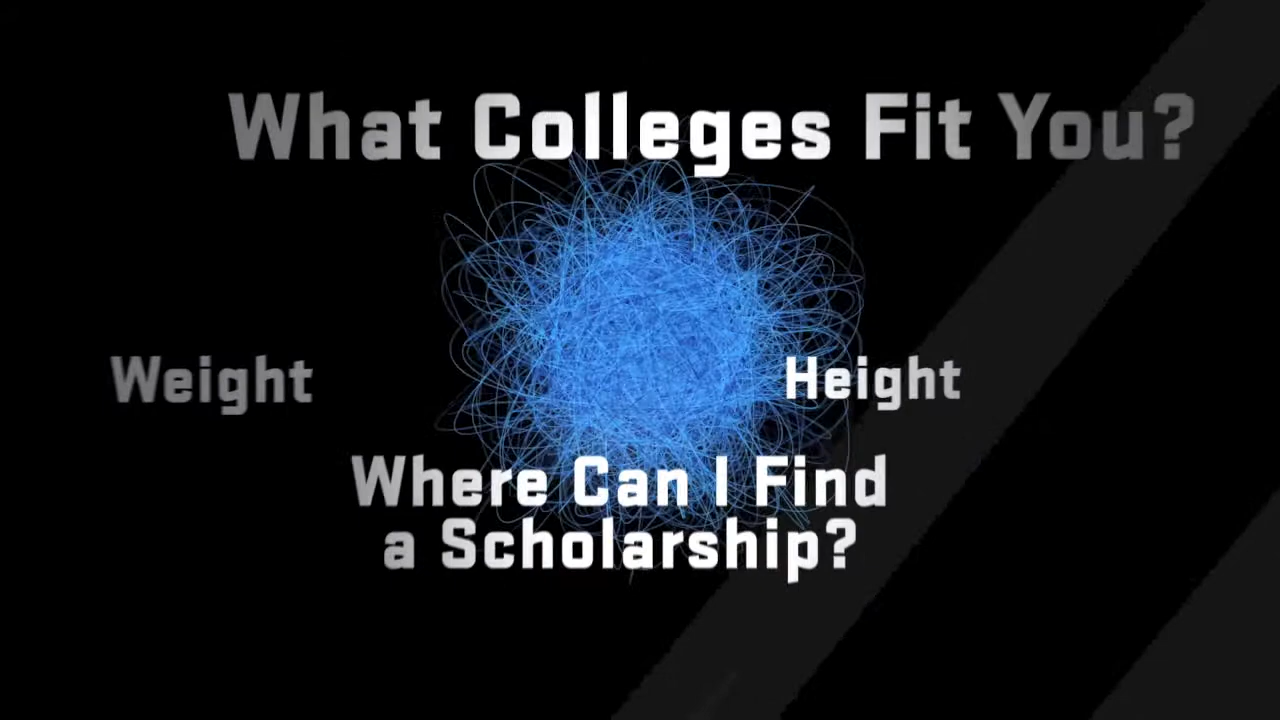 What Colleges Fit You?
Weight
Height
Where Can I Find
a Scholarship?